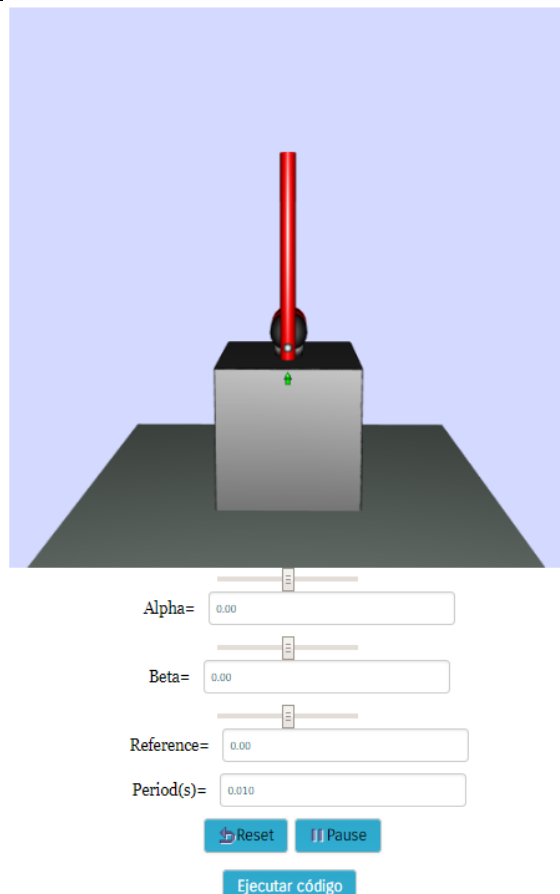 Alpha= 0.00
Beta= 0.00
Reference= 0.00
Period(s)= 0.010
Reset Pause
Ejecutar código